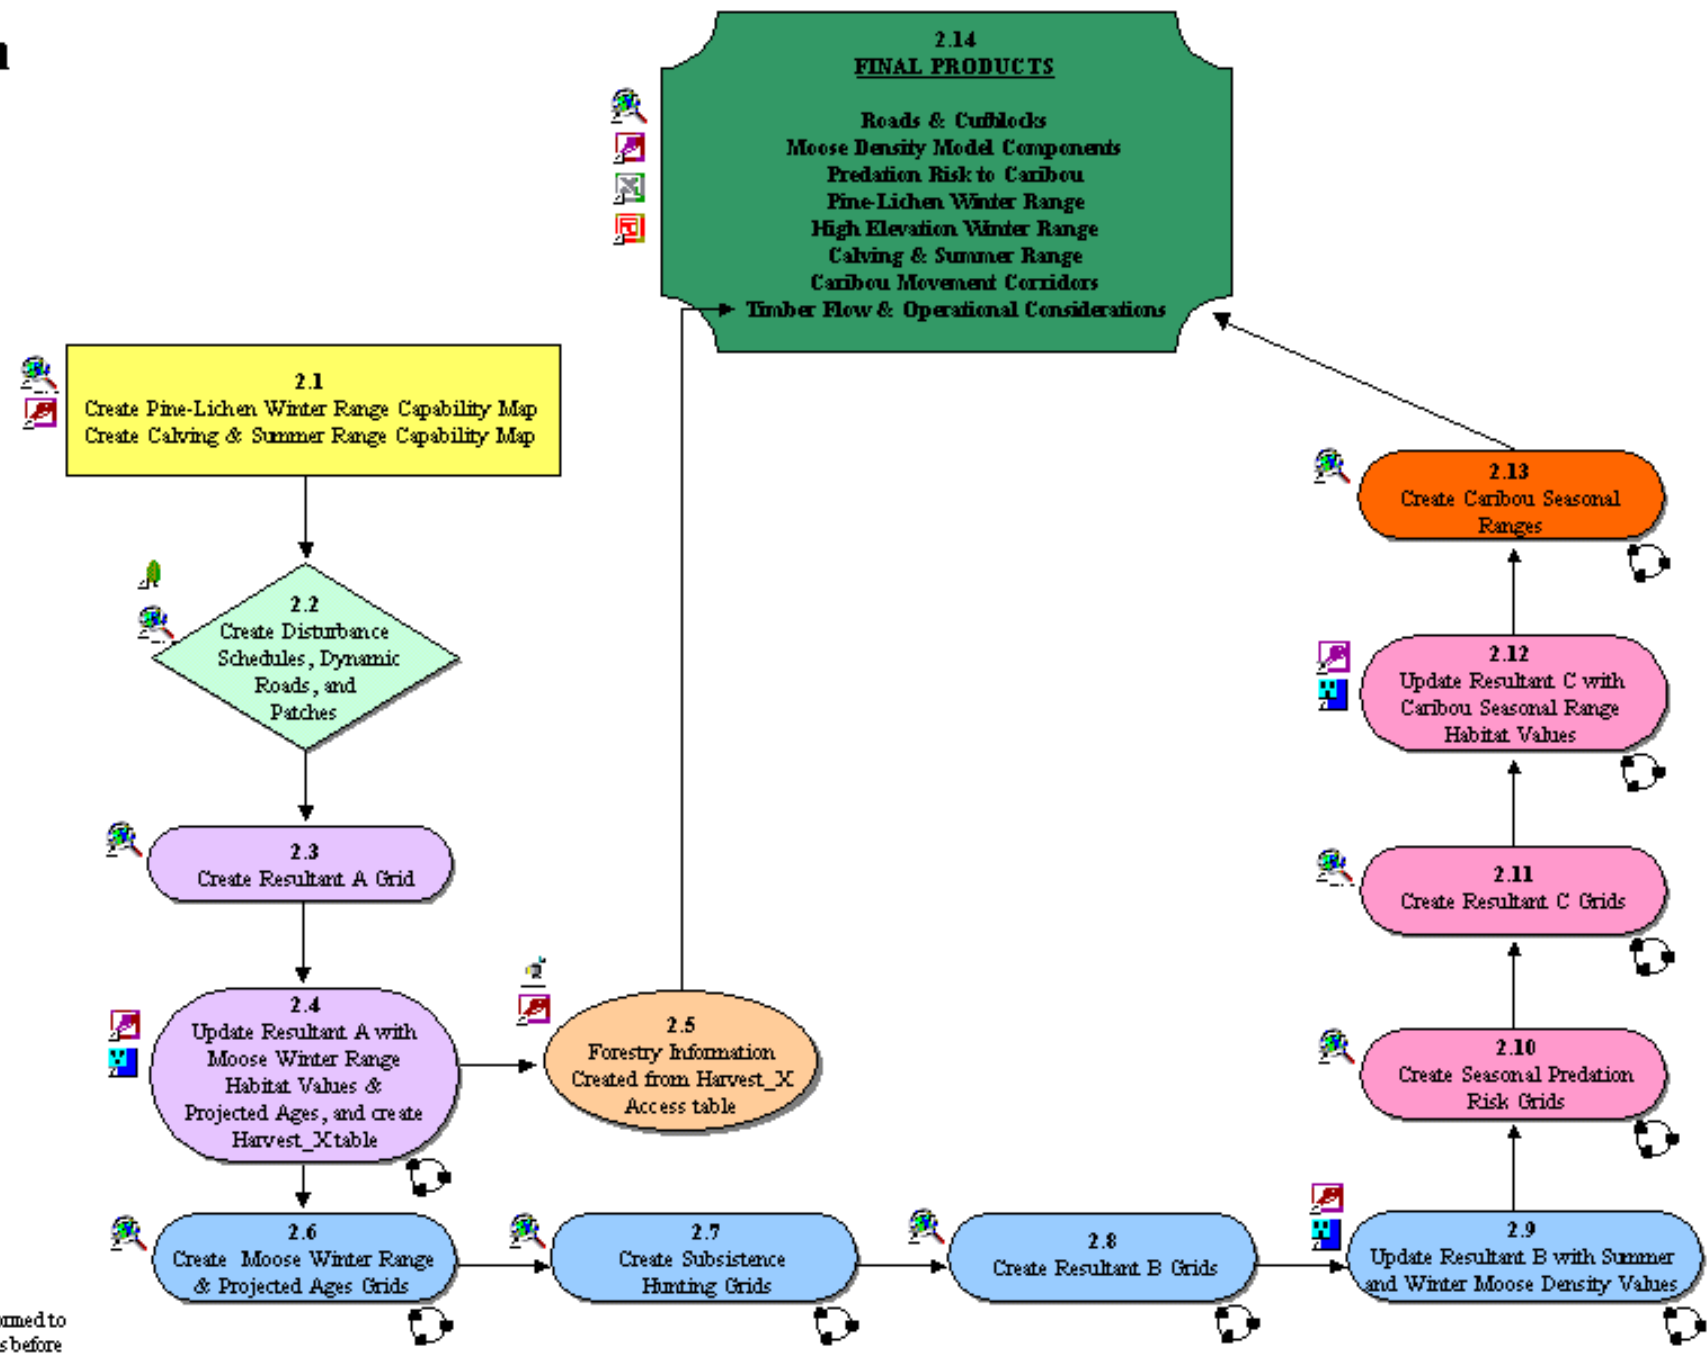 2.14
FINAL PRODUCTS
Roads & Cutblocks
Moose Density Model Components
Predation Risk to Caribou
Pine-Lichen Winter Range
High Elevation Winter Range
Calving & Summer Range
Caribou Movement Corridors
Timber Flow & Operational Considerations
2.1
Create Pine-Lichen Winter Range Capability Map
Create Calving & Summer Range Capability Map
2.2
Create Disturbance
Schedules, Dynamic
Roads, and
Patches
2.3
Create Resultant A Grid
2.4
Update Resultant A with
Moose Winter Range
Habitat Values &
Projected Ages, and create
Harvest_X table
2.5
Forestry Information
Created from Harvest_X
Access table
2.6
Create Moose Winter Range
& Projected Ages Grids
2.7
Create Subsistence
Hunting Grids
2.8
Create Resultant B Grids
2.9
Update Resultant B with Summer
and Winter Moose Density Values
2.10
Create Seasonal Predation
Risk Grids
2.11
Create Resultant C Grids
2.12
Update Resultant C with
Caribou Seasonal Range
Habitat Values
2.13
Create Caribou Seasonal
Ranges
to
before